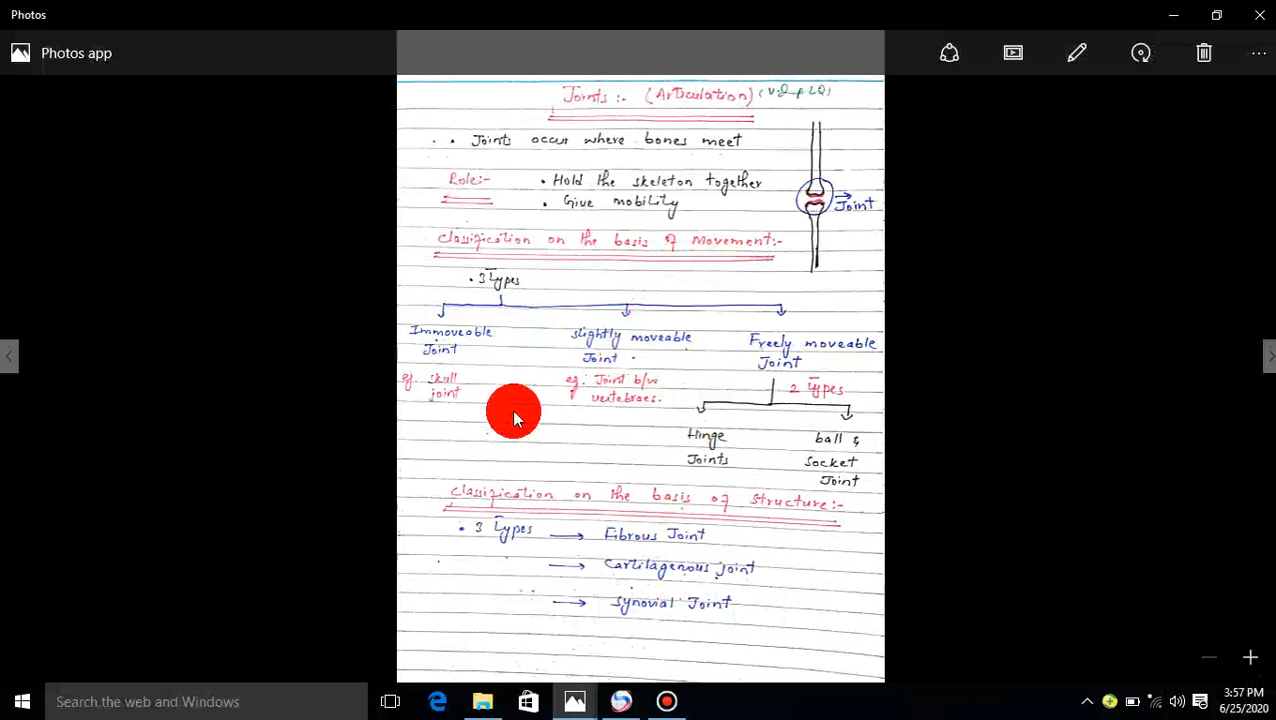 Photos
Photos app
Joints :- (Articulation)
• Joints occur where bones meet
Role:- • Hold the skeleton together
• Give mobility
Joint
Classification on the basis of Movement:-
• 3 Types
Immoveable Joint
eg. skull joint
slightly moveable Joint
eg. Joint b/w vertebraes.
Freely moveable Joint
2 Types
Hinge Joints
ball & Socket Joint
Classification on the basis of structure:-
• 3 Types → Fibrous Joint
→ Cartilagenous joint
→ Synovial Joint
Search the web and Windows
3:57 PM
6/25/2020